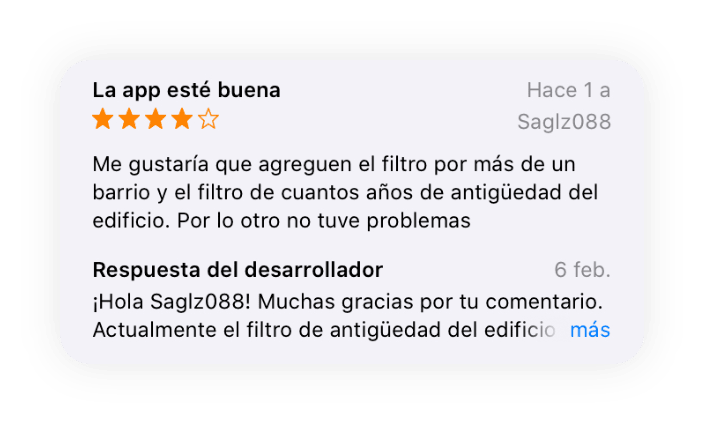 La app esté buena
Hace 1 a
Saglz088
Me gustaría que agreguen el filtro por más de un
barrio y el filtro de cuantos años de antigüedad del
edificio. Por lo otro no tuve problemas
Respuesta del desarrollador
6 feb.
¡Hola Saglz088! Muchas gracias por tu comentario.
Actualmente el filtro de antigüedad del edificio más